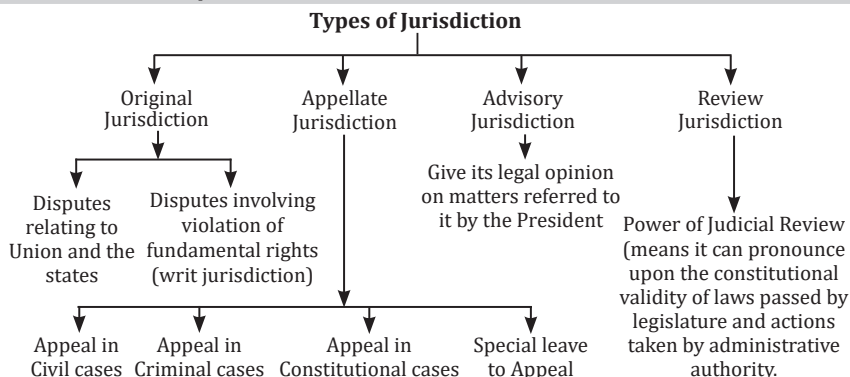 Types of Jurisdiction
Original
Jurisdiction
Appellate
Jurisdiction
Advisory
Jurisdiction
Review
Jurisdiction
Disputes
relating to
Union and the
states
Disputes involving
violation of
fundamental rights
(writ jurisdiction)
Give its legal opinion
on matters referred to
it by the President
Power of Judicial Review
(means it can pronounce
upon the constitutional
validity of laws passed by
legislature and actions
taken by administrative
authority.
Appeal in
Civil cases
Appeal in
Criminal cases
Appeal in
Constitutional cases
Special leave
to Appeal